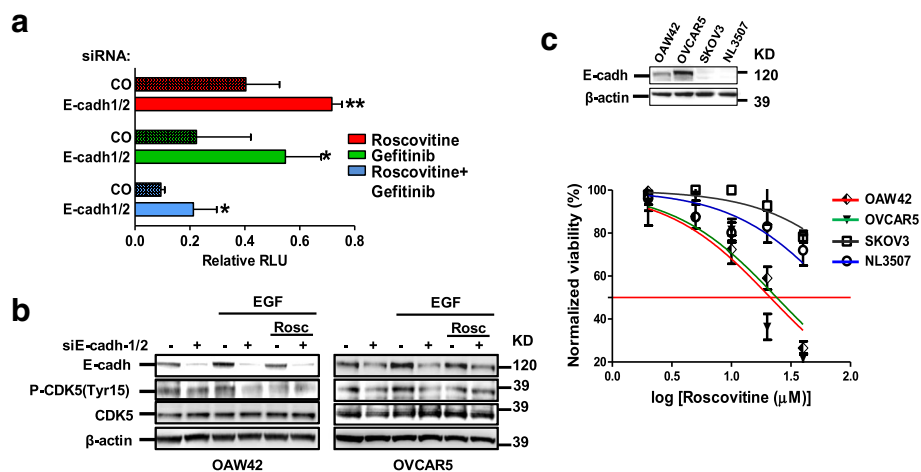 a
siRNA:
CO
E-cadh1/2
**
CO
E-cadh1/2
*
CO
E-cadh1/2
*
Roscovitine
Gefitinib
Roscovitine+
Gefitinib
0.0 0.2 0.4 0.6 0.8
Relative RLU
b
EGF EGF
Rosc Rosc
siE-cadh-1/2 - + - + - + - + - + - + KD
E-cadh 120
P-CDK5(Tyr15) 39
CDK5 39
β-actin 39
OAW42 OVCAR5
c
OAW42 OVCAR5 SKOV3 NL3507
KD
E-cadh 120
β-actin 39
Normalized viability (%)
100
80
60
40
20
0.0 0.5 1.0 1.5 2.0
log [Roscovitine (μM)]
OAW42
OVCAR5
SKOV3
NL3507